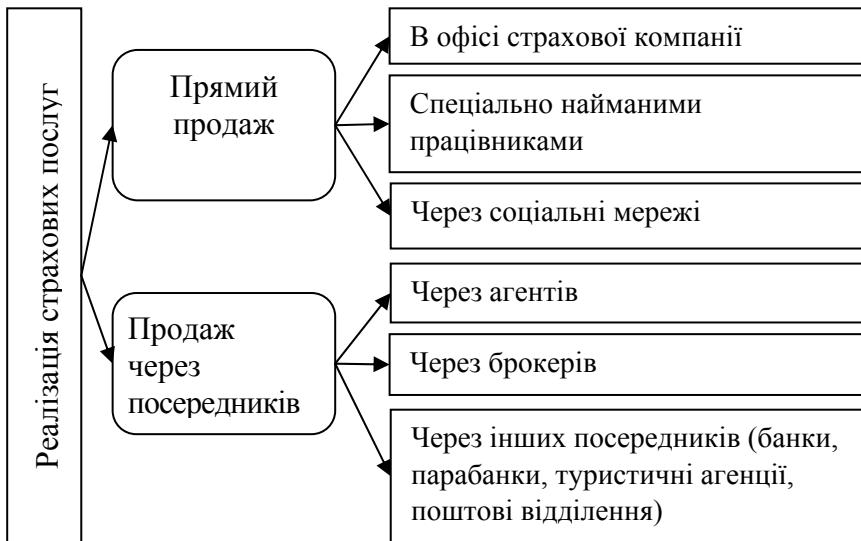 Реалізація страхових послуг
Прямий
продаж
В офісі страхової компанії
Спеціально найманими
працівниками
Через соціальні мережі
Продаж
через
посередників
Через агентів
Через брокерів
Через інших посередників (банки,
парабанки, туристичні агенції,
поштові відділення)